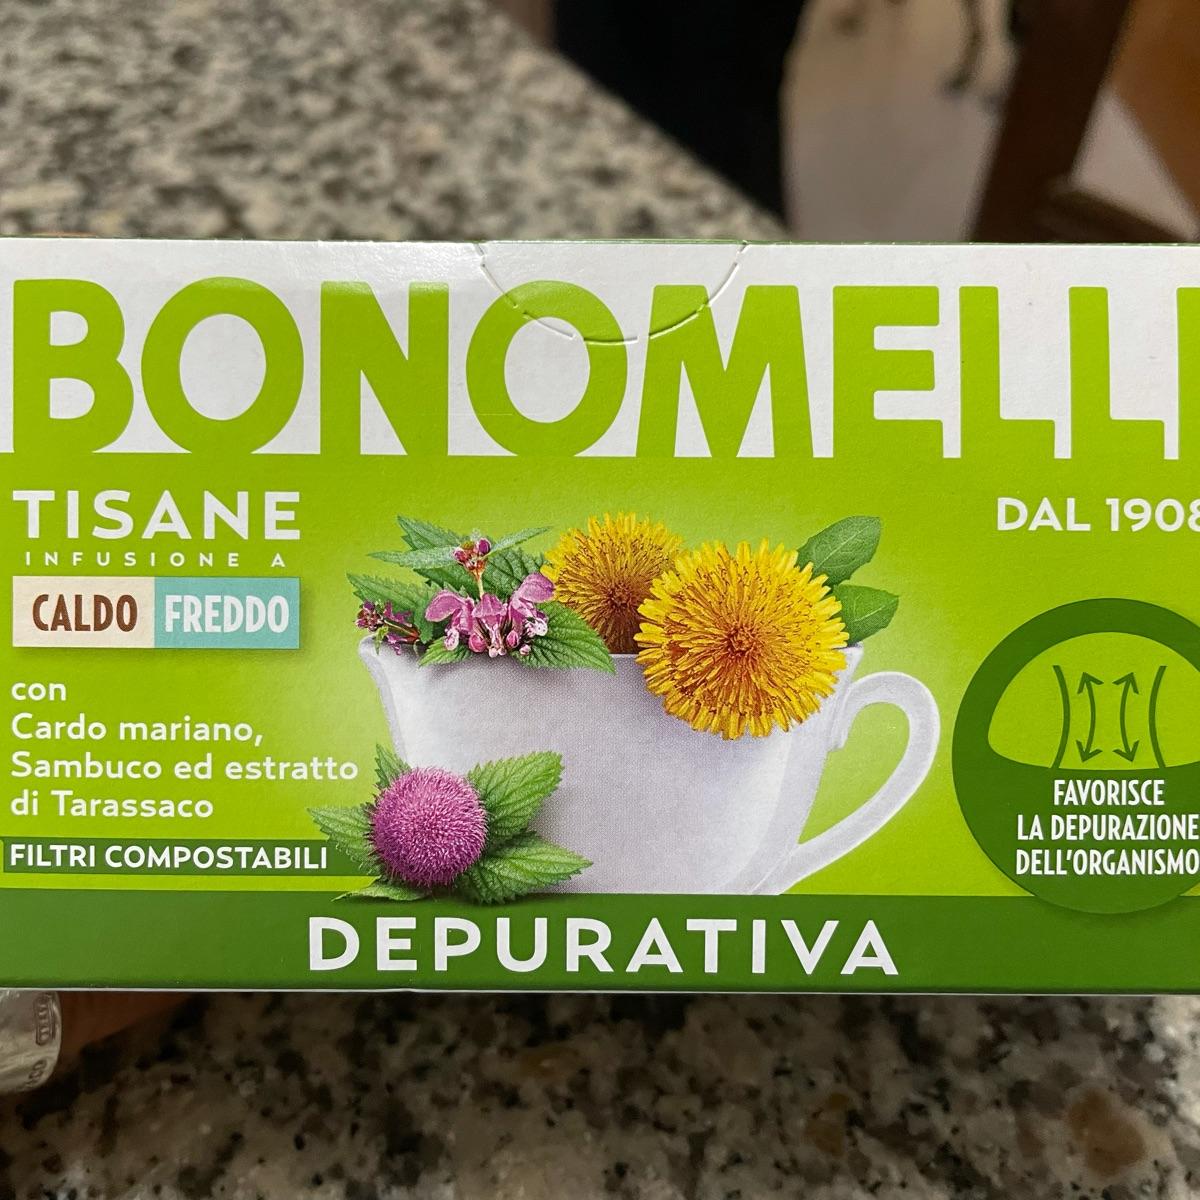 BONOMELLI
TISANE
INFUSIONE A
CALDO FREDDO
DAL 1908
con
Cardo mariano,
Sambuco ed estratto
di Tarassaco
FILTRI COMPOSTABILI
FAVORISCE
LA DEPURAZIONE
DELL'ORGANISMO
DEPURATIVA